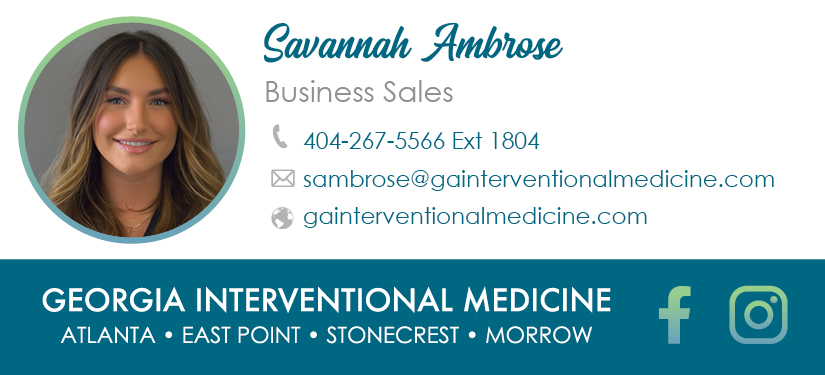 Savannah Ambrose
Business Sales
404-267-5566 Ext 1804
sambrose@gainterventionalmedicine.com
gainterventionalmedicine.com
GEORGIA INTERVENTIONAL MEDICINE
ATLANTA • EAST POINT • STONECREST • MORROW